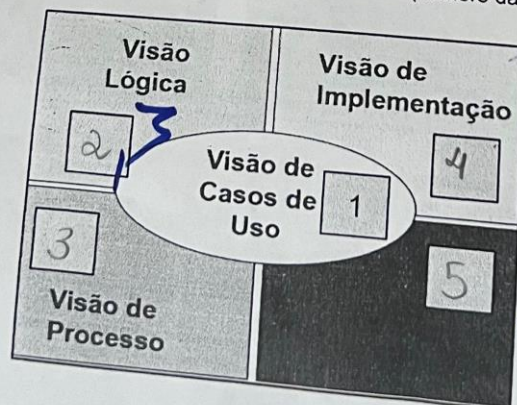 Visão
Lógica
2
3
Visão de
Implementação
4
Visão de
Casos de
Uso
1
3
Visão de
Processo
5